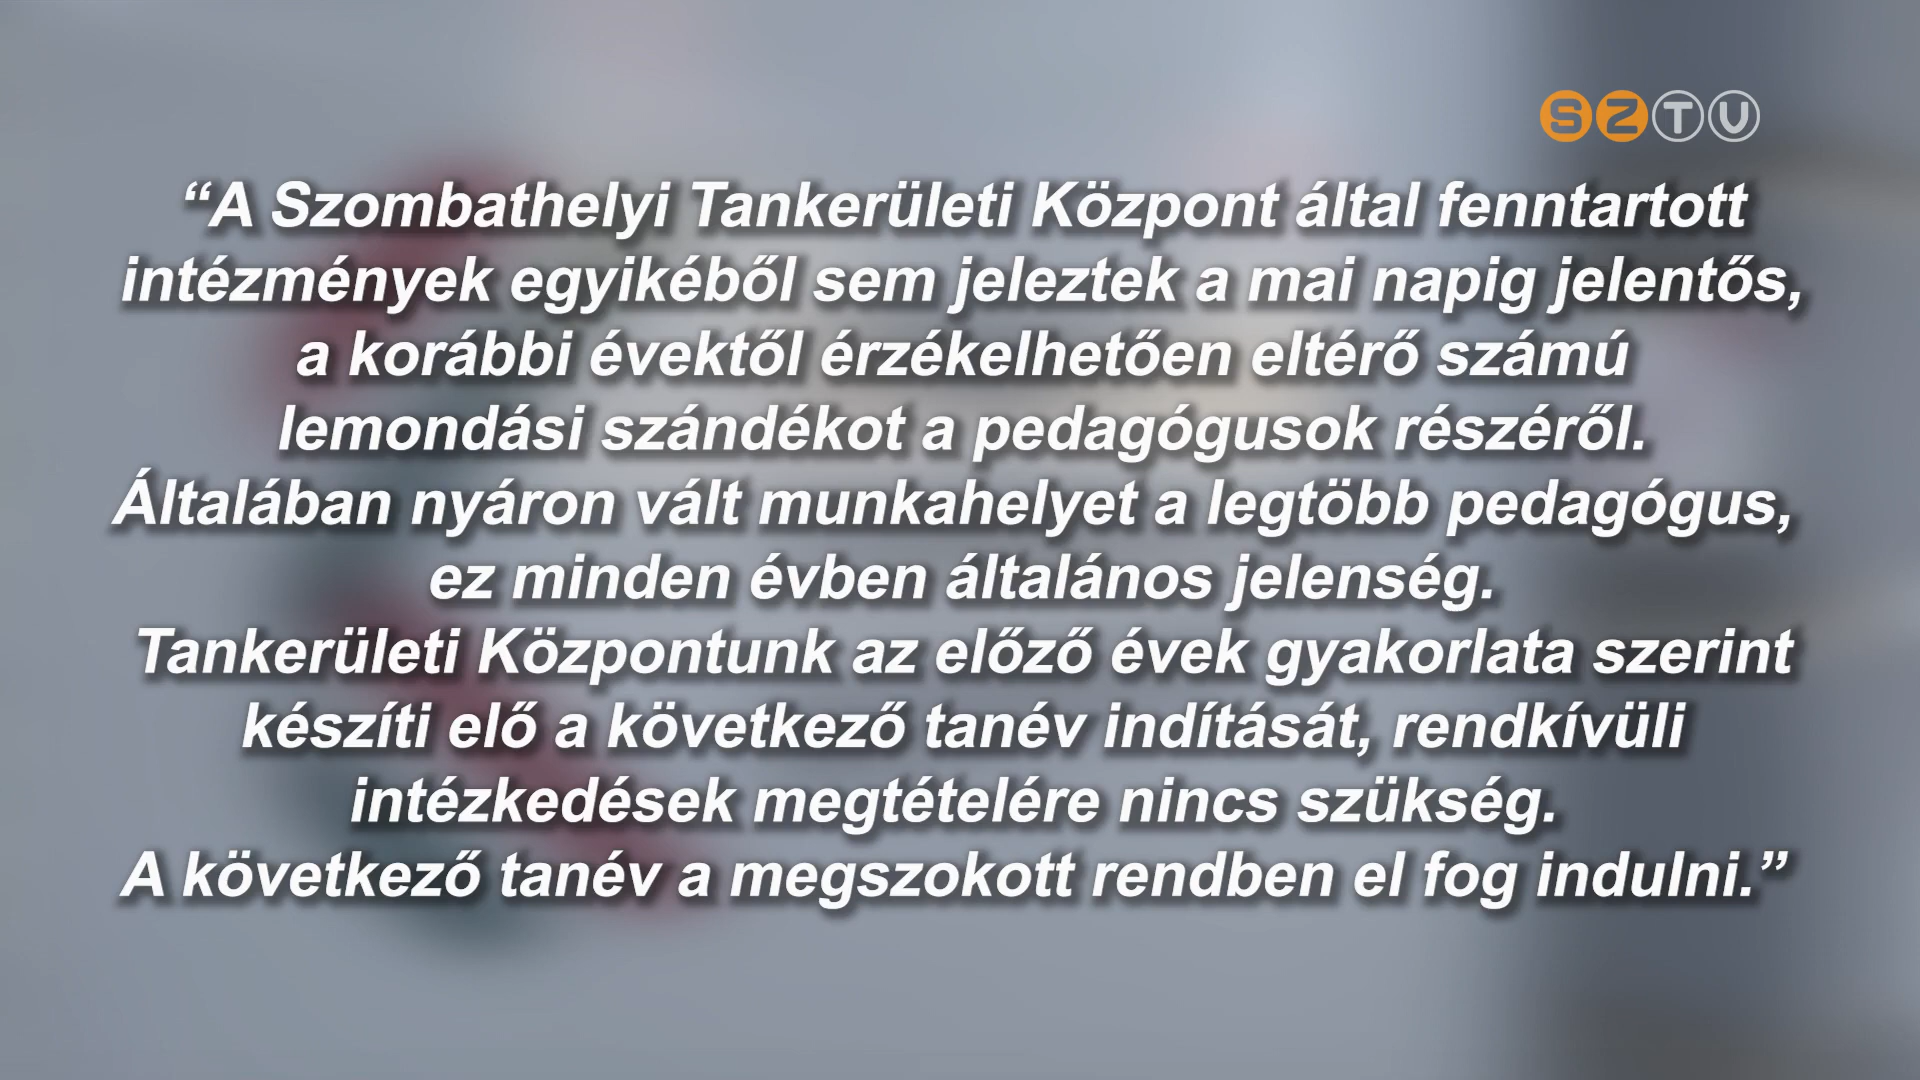 SZTV
“A Szombathelyi Tankerületi Központ által fenntartott
intézmények egyikéből sem jeleztek a mai napig jelentős,
a korábbi évektől érzékelhetően eltérő számú
lemondási szándékot a pedagógusok részéről.
Általában nyáron vált munkahelyet a legtöbb pedagógus,
ez minden évben általános jelenség.
Tankerületi Központunk az előző évek gyakorlata szerint
készíti elő a következő tanév indítását, rendkívüli
intézkedések megtételére nincs szükség.
A következő tanév a megszokott rendben el fog indulni.”